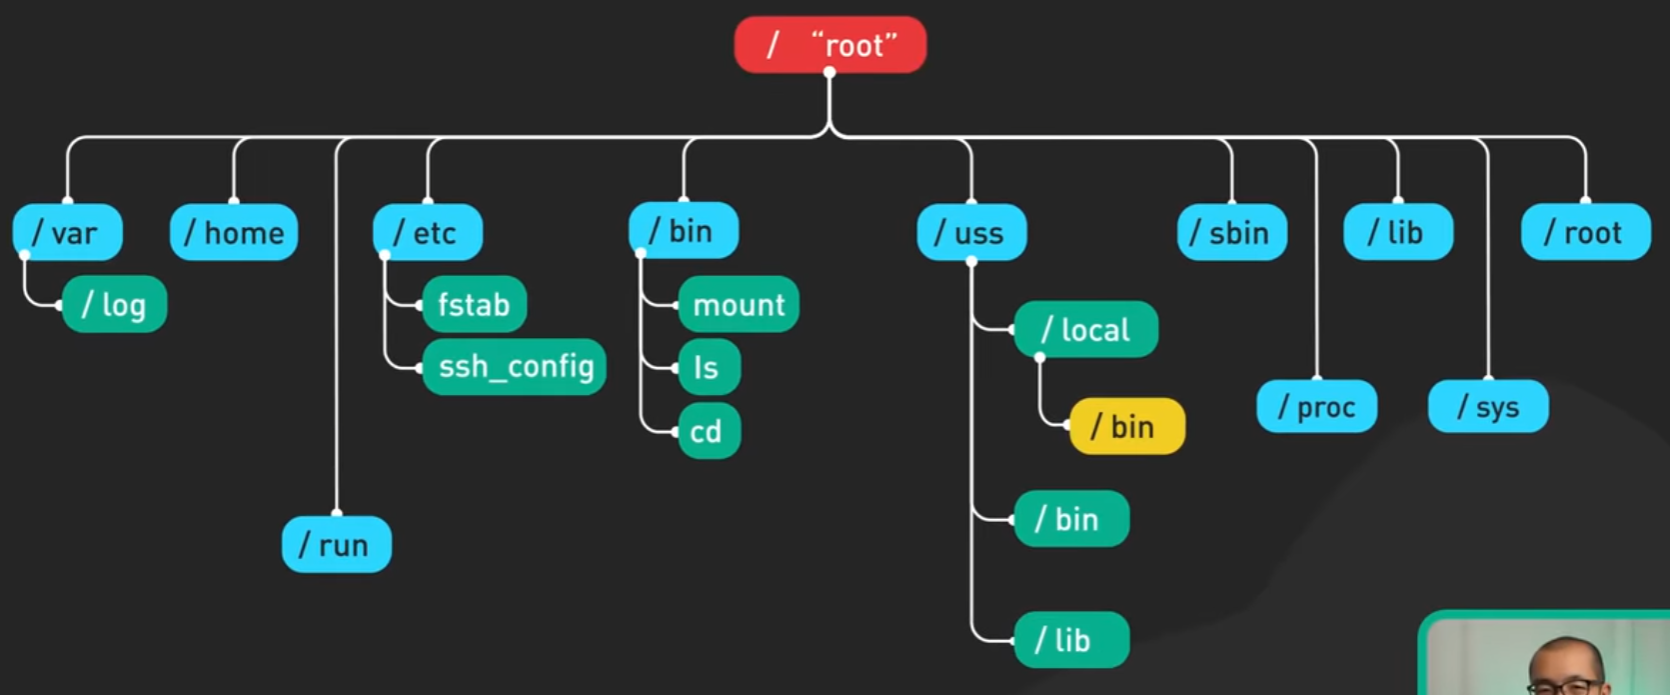 / “root”
/ var
/ home
/ etc
/ bin
/ uss
/ sbin
/ lib
/ root
/ log
fstab
ssh_config
mount
ls
cd
/ local
/ bin
/ bin
/ lib
/ proc
/ sys
/ run